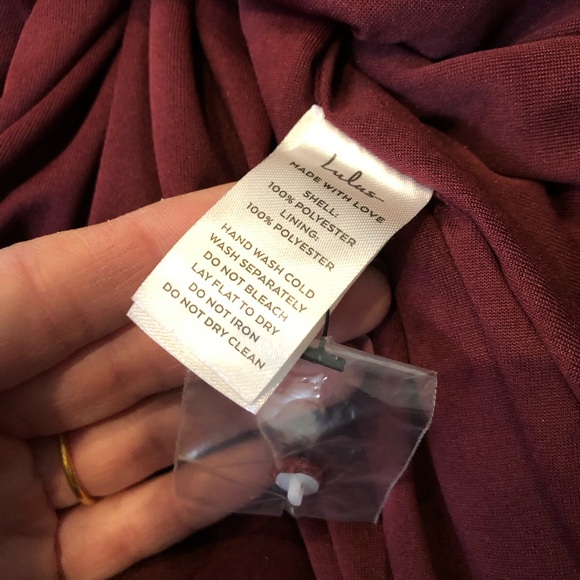 Lulus
MADE WITH LOVE
SHELL:
100% POLYESTER
LINING:
100% POLYESTER
HAND WASH COLD
WASH SEPARATELY
DO NOT BLEACH
LAY FLAT TO DRY
DO NOT IRON
DO NOT DRY CLEAN